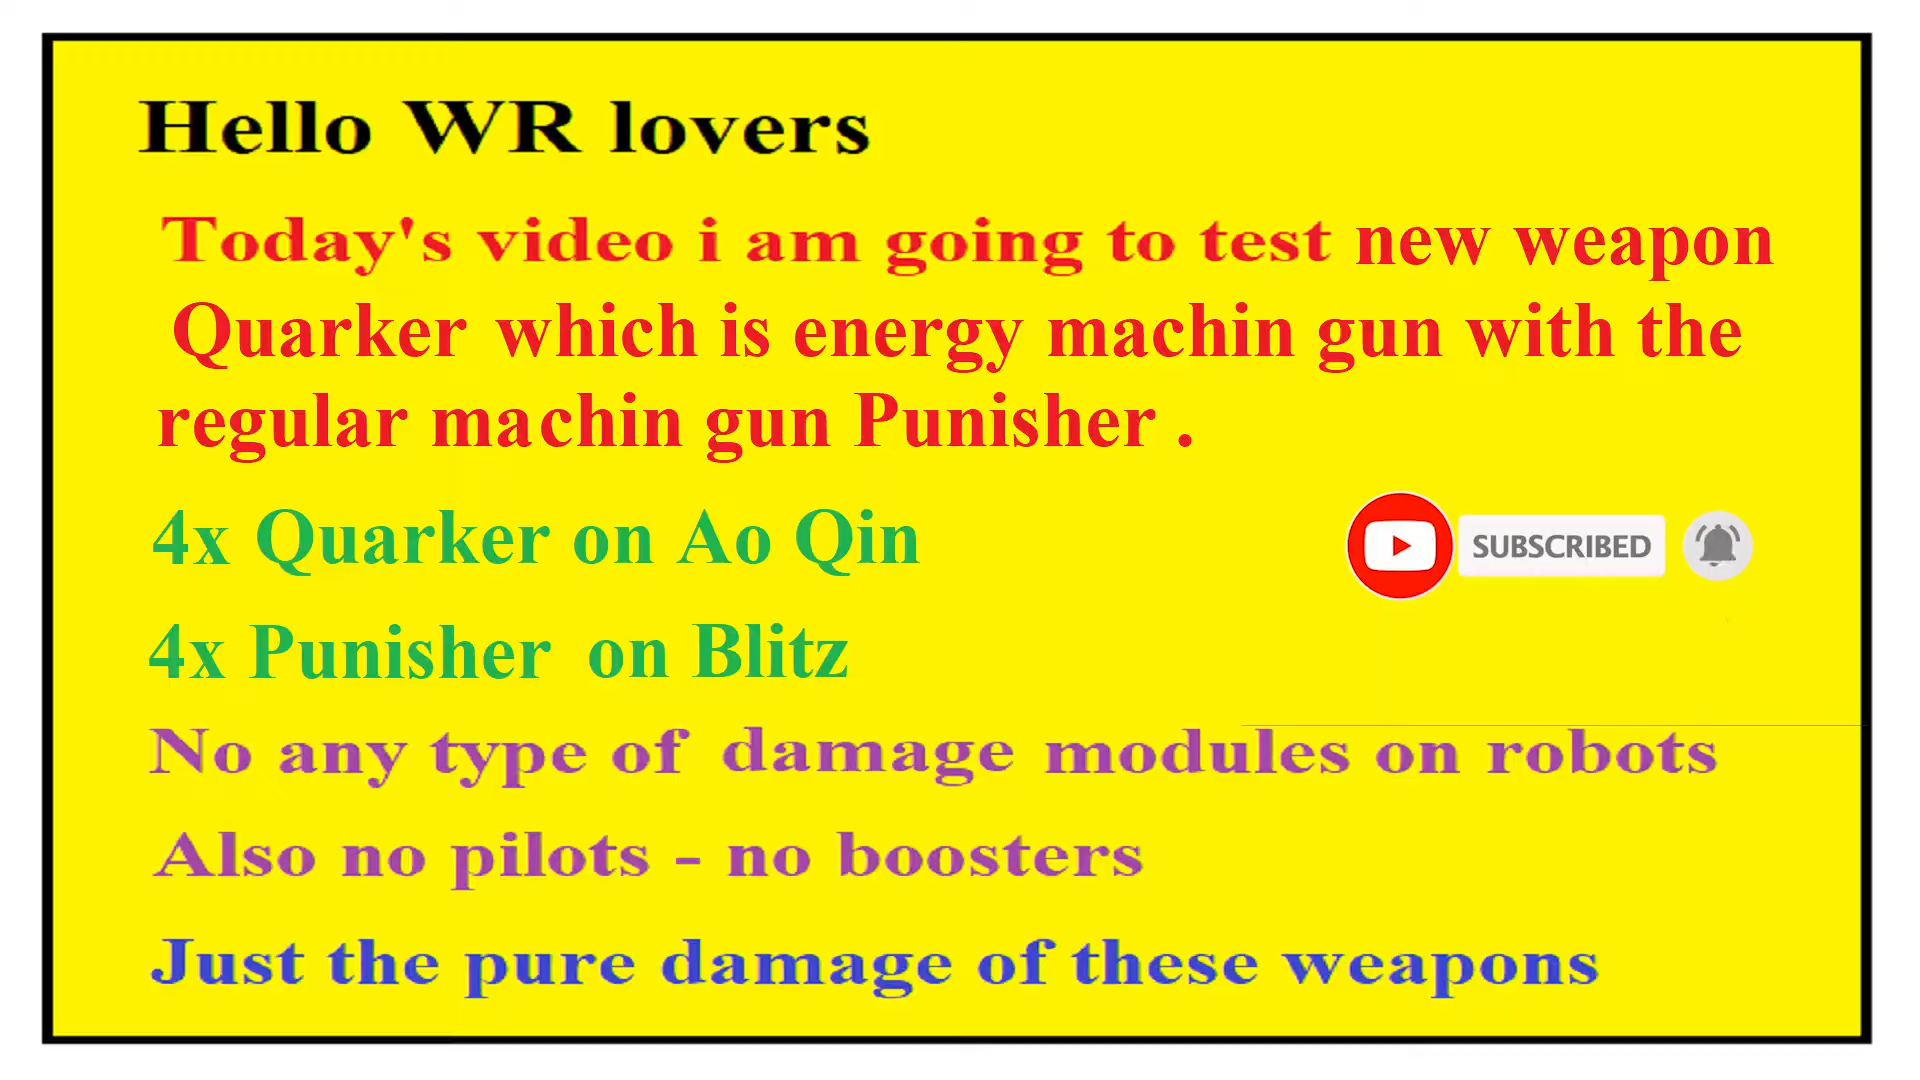 Hello WR lovers
Today's video i am going to test new weapon
Quarker which is energy machin gun with the
regular machin gun Punisher .
4x Quarker on Ao Qin
SUBSCRIBED
4x Punisher on Blitz
No any type of damage modules on robots
Also no pilots - no boosters
Just the pure damage of these weapons